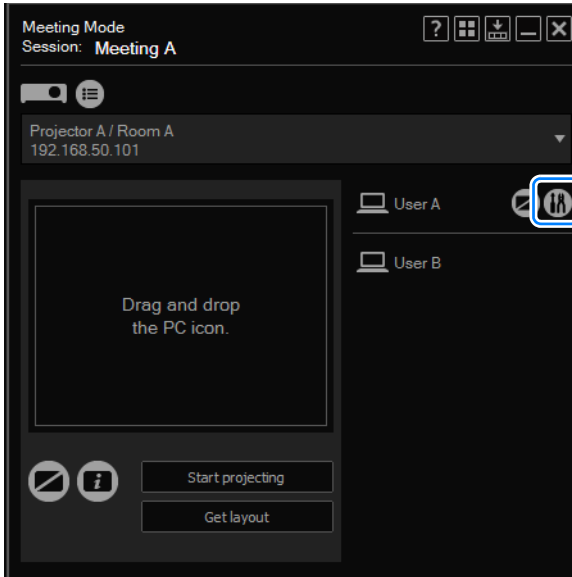 Meeting Mode
Session: Meeting A
?
Projector A / Room A
192.168.50.101
User A
User B
Drag and drop
the PC icon.
i
Start projecting
Get layout